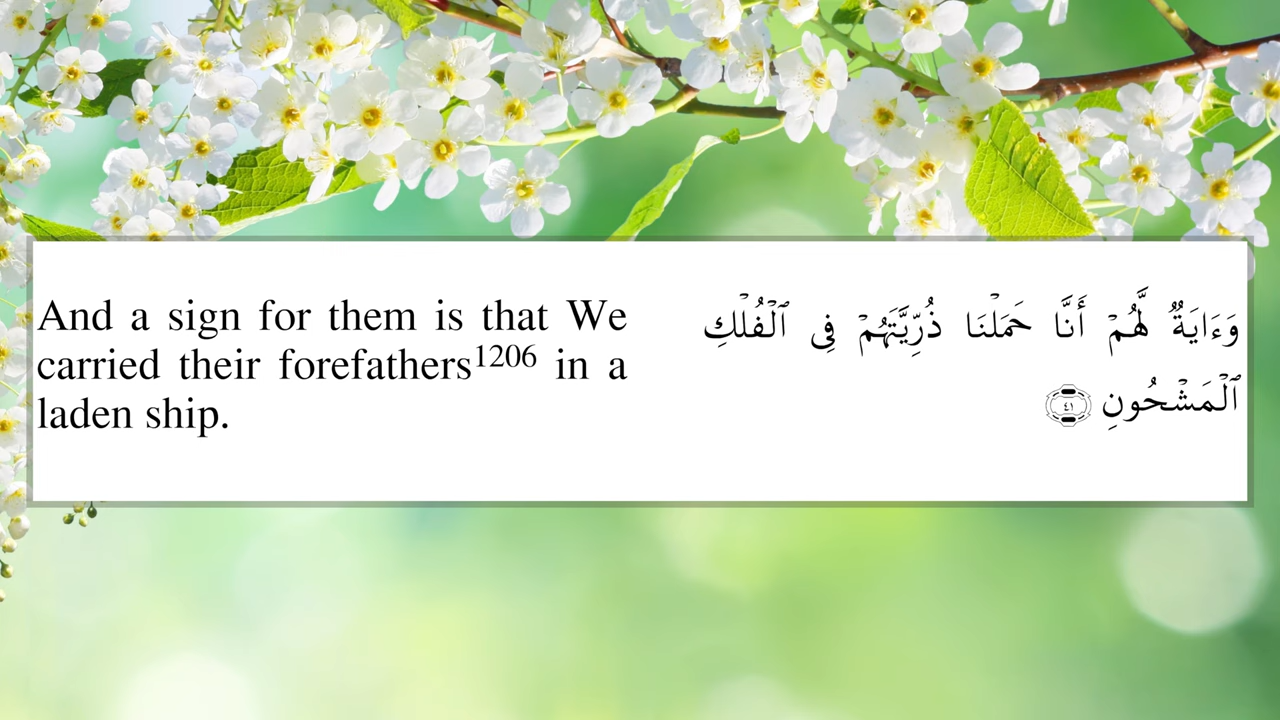 And a sign for them is that We
carried their forefathers1206 in a
laden ship.
وَءَايَةٌ لَّهُمْ أَنَّا حَمَلْنَا ذُرِّيَّتَهُمْ فِى ٱلْفُلْكِ
ٱلْمَشْحُونِ ٤١